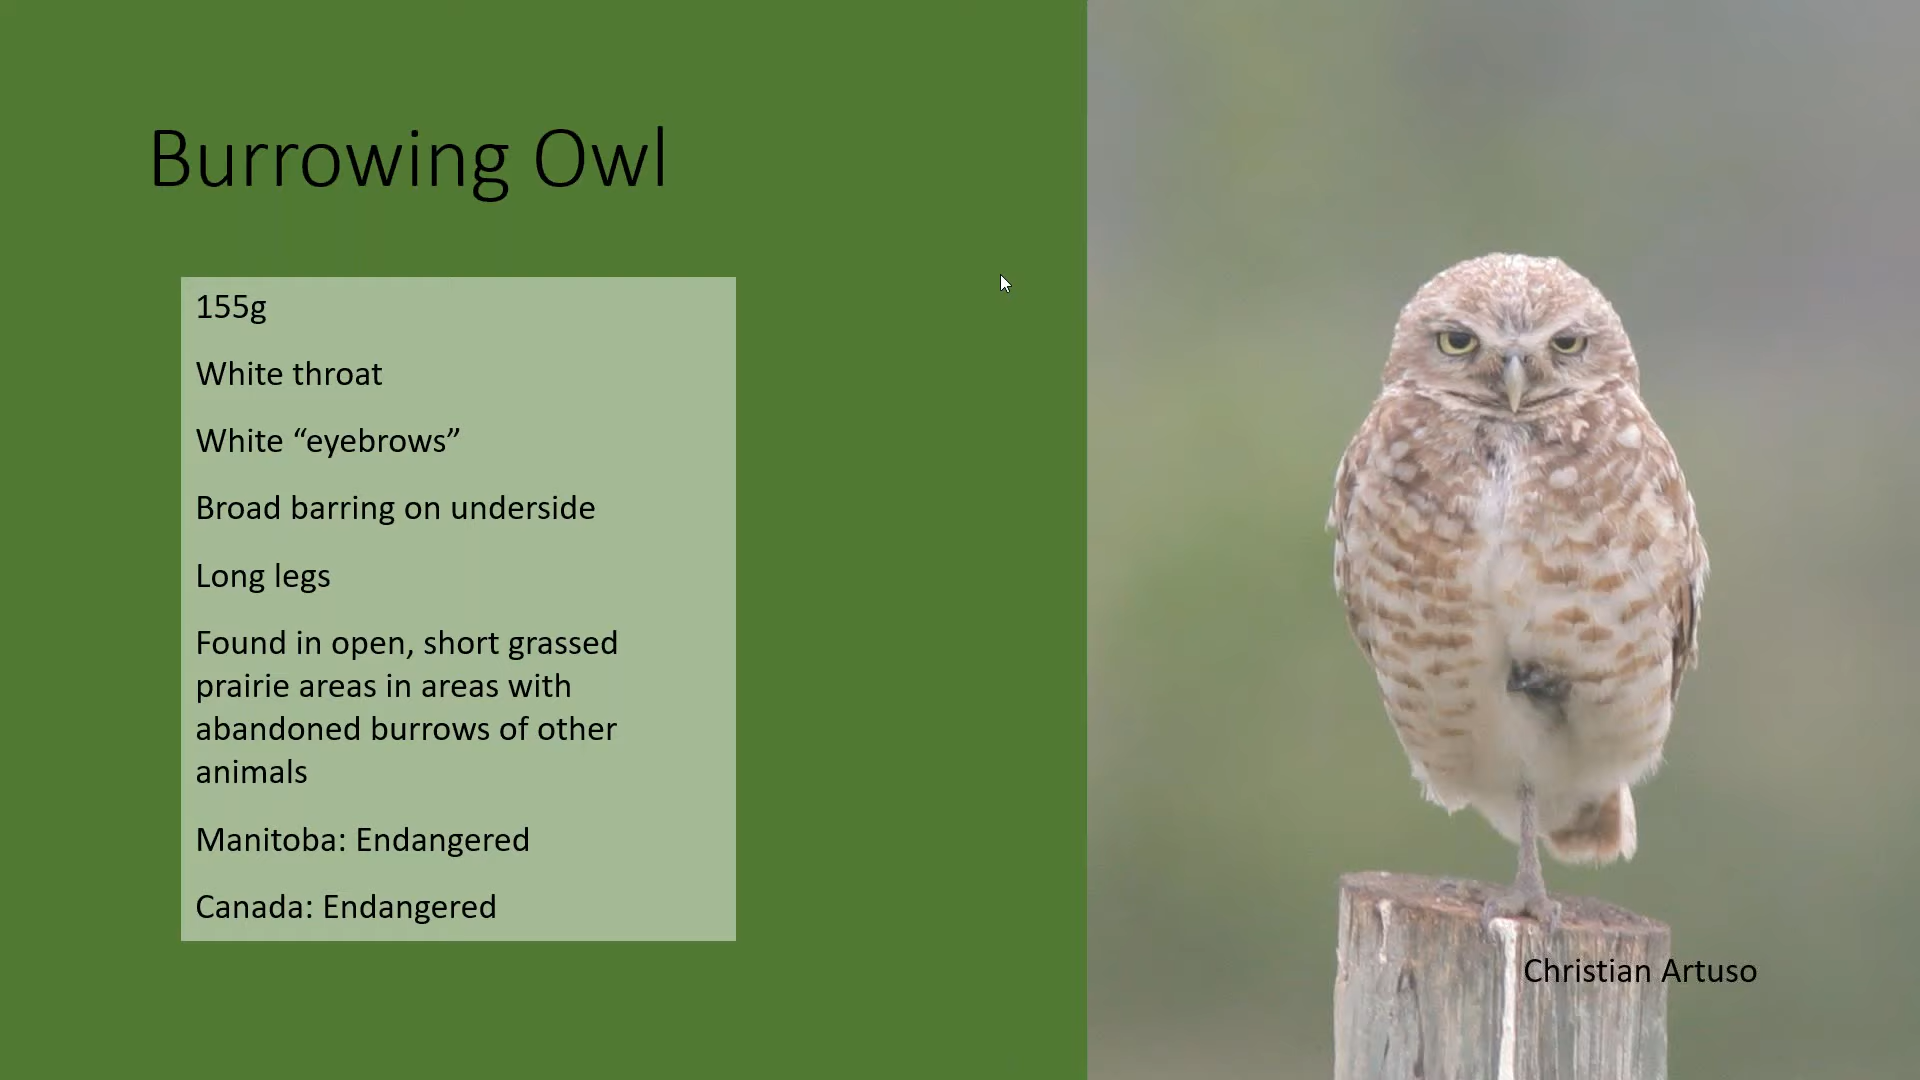 Burrowing Owl
155g
White throat
White “eyebrows”
Broad barring on underside
Long legs
Found in open, short grassed
prairie areas in areas with
abandoned burrows of other
animals
Manitoba: Endangered
Canada: Endangered
Christian Artuso